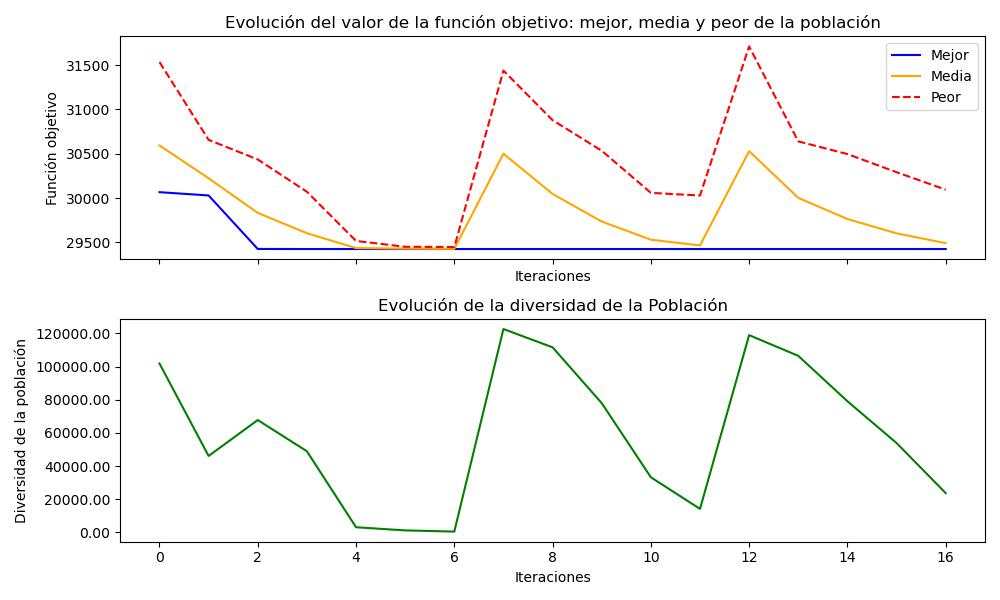 Evolución del valor de la función objetivo: mejor, media y peor de la población
Función objetivo
31500
31000
30500
30000
29500
Mejor
Media
Peor
Iteraciones
Evolución de la diversidad de la Población
Diversidad de la población
120000.00
100000.00
80000.00
60000.00
40000.00
20000.00
0.00
0 2 4 6 8 10 12 14 16
Iteraciones